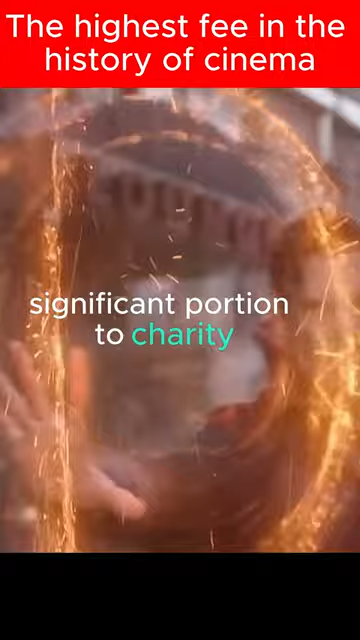 The highest fee in the
history of cinema
significant portion
to charity